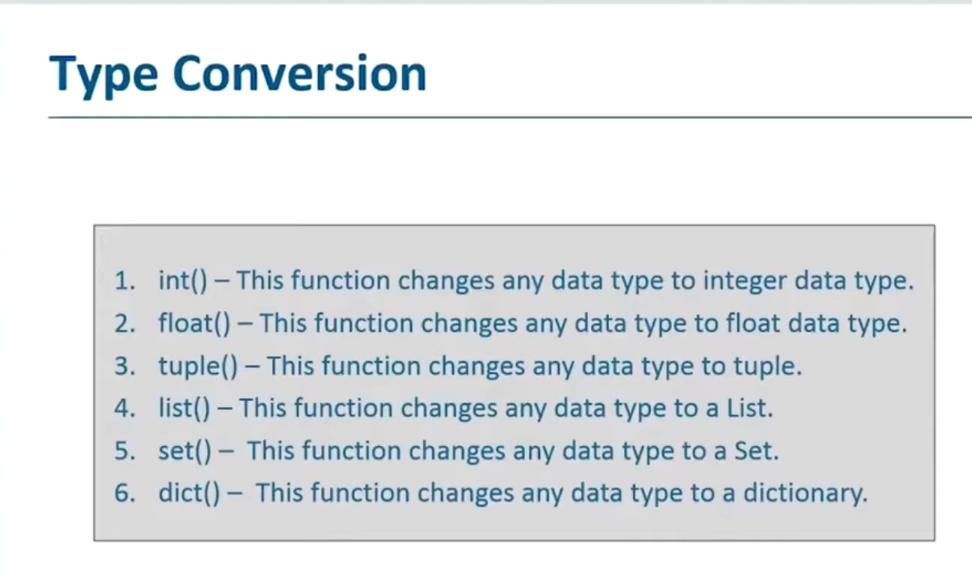 Type Conversion
1. int() – This function changes any data type to integer data type.
2. float() – This function changes any data type to float data type.
3. tuple() – This function changes any data type to tuple.
4. list() – This function changes any data type to a List.
5. set() – This function changes any data type to a Set.
6. dict() – This function changes any data type to a dictionary.